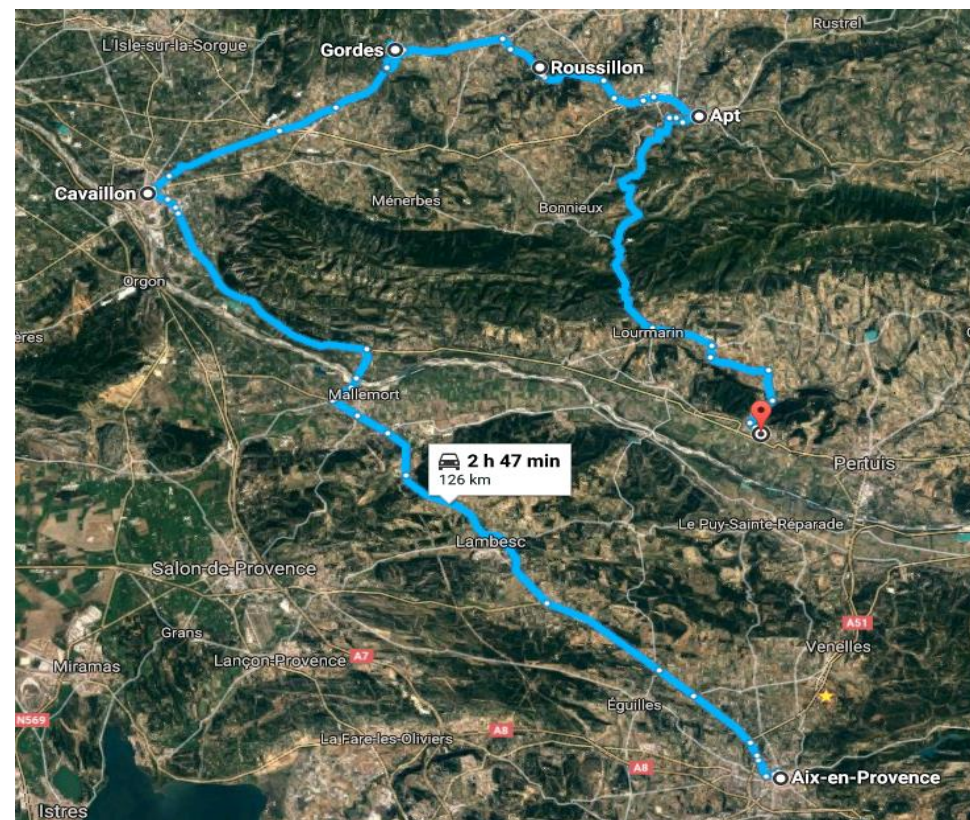 Rustrel
L'Isle-sur-la-Sorgue
Gordes
Roussillon
Apt
Cavaillon
Ménerbes
Bonnieux
Orgon
ères
Lourmarin
Mallemort
2 h 47 min
126 km
Pertuis
Le Puy-Sainte-Réparade
Lambesc
Salon-de-Provence
A51
Grans
Venelles
Lançon-Provence
A7
Miramas
Éguilles
N569
A8
La Fare-les-Oliviers
A8
Aix-en-Provence
Istres